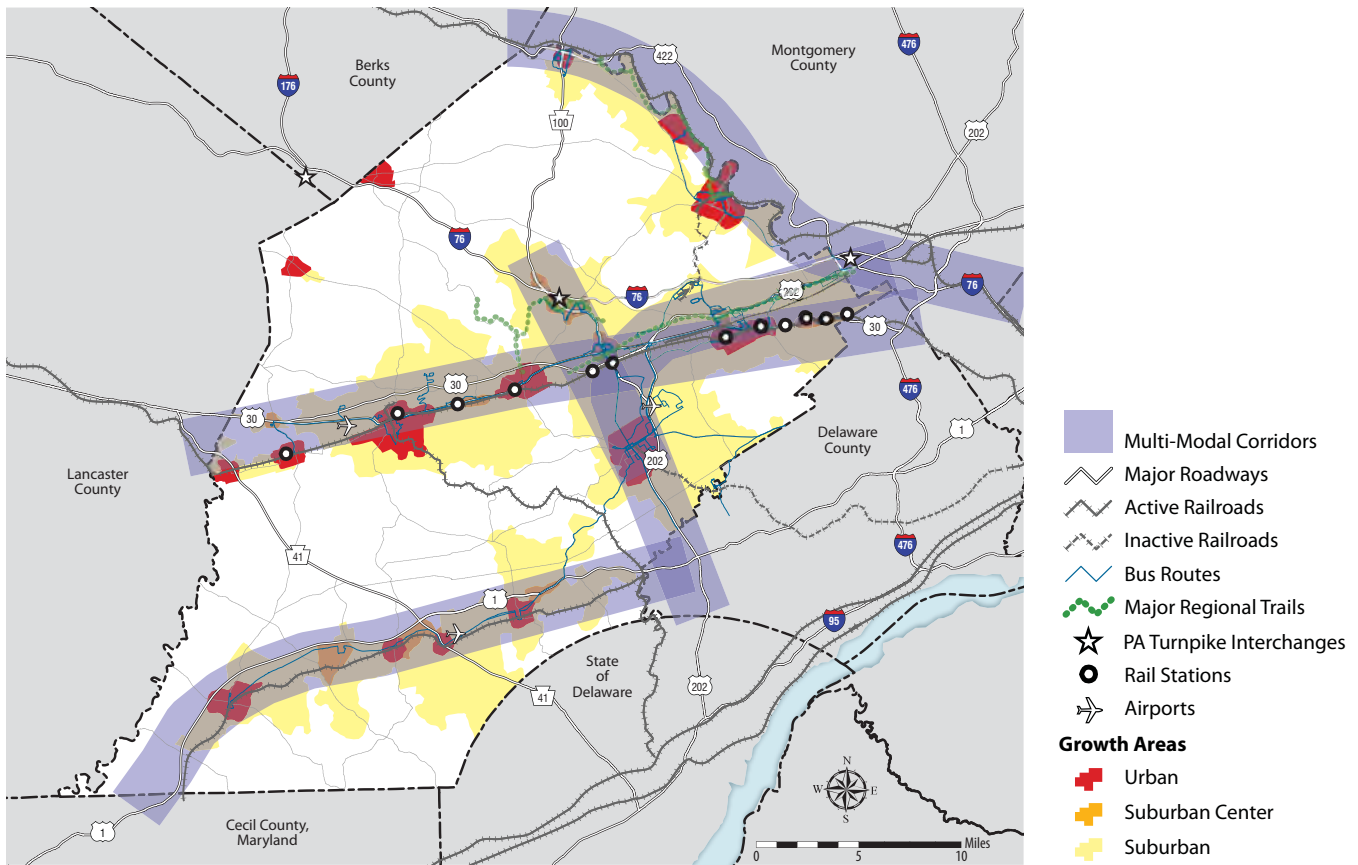 Berks
County
Montgomery
County
422
476
176
100
202
76
76
202
76
30
30
30
476
Lancaster
County
Delaware
County
1
202
41
476
1
95
State
of
Delaware
41
202
1
Cecil County,
Maryland
N
W
E
S
0
5
10
Miles
Multi-Modal Corridors
Major Roadways
Active Railroads
Inactive Railroads
Bus Routes
Major Regional Trails
PA Turnpike Interchanges
Rail Stations
Airports
Growth Areas
Urban
Suburban Center
Suburban